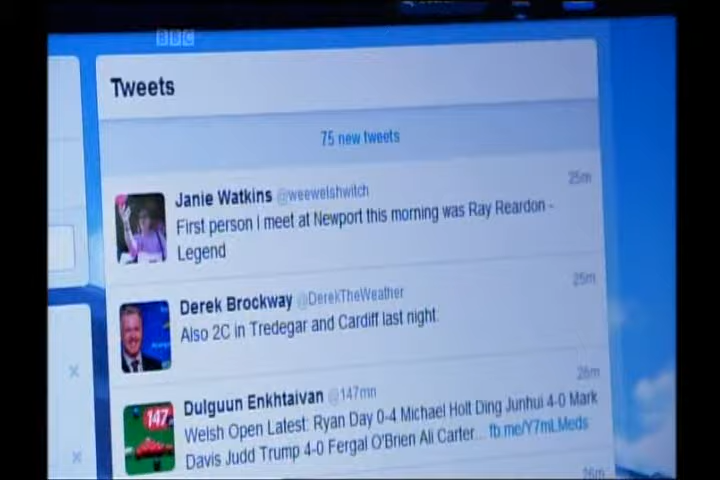 BBC
Tweets
75 new tweets
Janie Watkins @weewelshwitch 25m
First person I meet at Newport this morning was Ray Reardon -
Legend
Derek Brockway @DerekTheWeather 25m
Also 2C in Tredegar and Cardiff last night.
Dulguun Enkhtaivan @147mn 26m
147
Welsh Open Latest: Ryan Day 0-4 Michael Holt Ding Junhui 4-0 Mark
Davis Judd Trump 4-0 Fergal O'Brien Ali Carter... fb.me/Y7mLMeds
26m